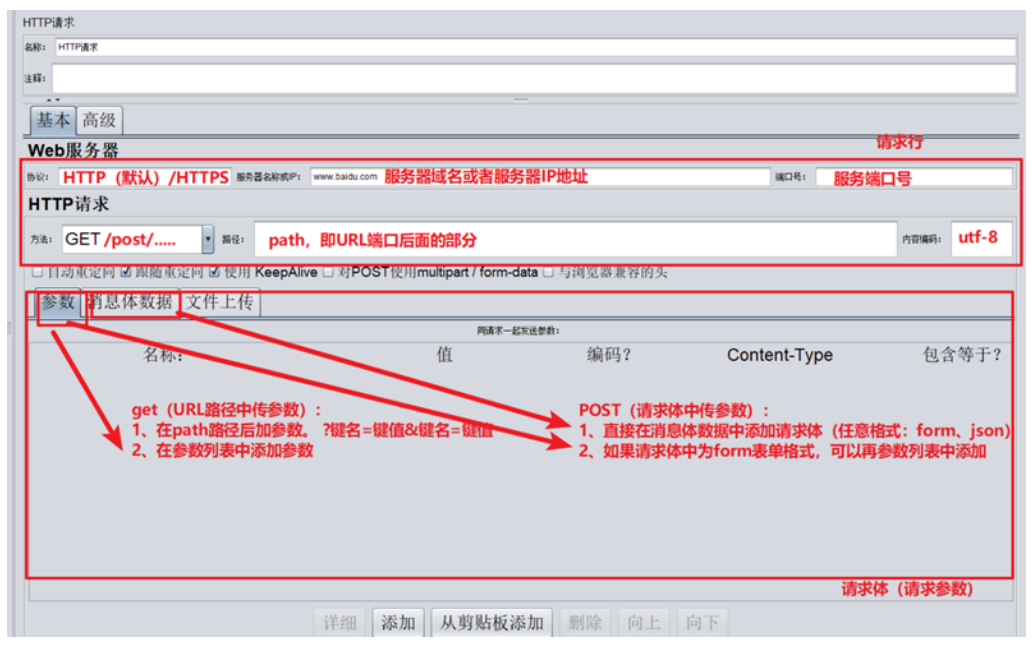 HTTP请求
名称: HTTP请求
注释:
基本 高级
请求行
Web服务器
协议: HTTP（默认）/HTTPS 服务器名称或IP: www.baidu.com 服务器域名或者服务器IP地址 端口号: 服务端口号
HTTP请求
方法: GET /post/..... 路径: path，即URL端口后面的部分 内容编码: utf-8
自动重定向 跟随重定向 使用 KeepAlive 对POST使用multipart / form-data 与浏览器兼容的头
参数 消息体数据 文件上传
同请求一起发送参数:
名称: 值 编码? Content-Type 包含等于?
get（URL路径中传参数）: POST（请求体中传参数）:
1、在path路径后加参数。 ?键名=键值&键名=键值 1、直接在消息体数据中添加请求体（任意格式：form、json）
2、在参数列表中添加参数 2、如果请求体中为form表单格式，可以再参数列表中添加
请求体（请求参数）
详细 添加 从剪贴板添加 删除 向上 向下